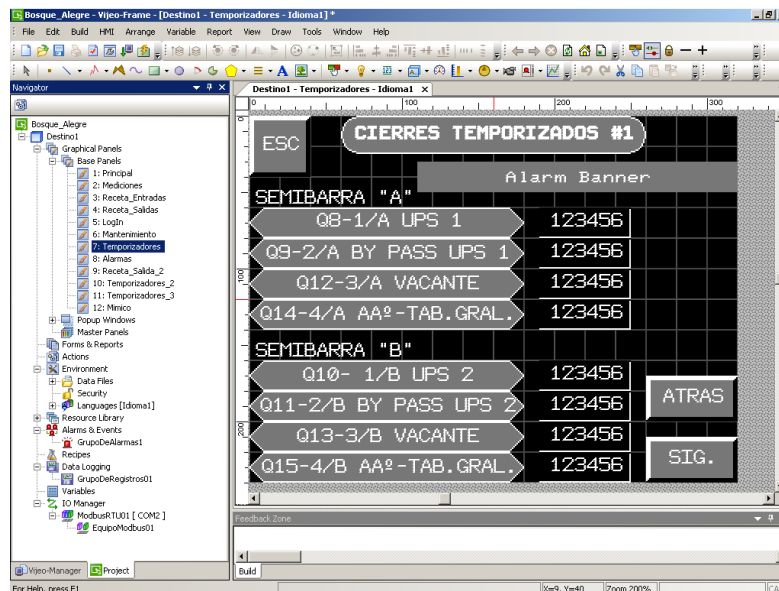 Bosque_Alegre - Vijeo-Frame - [Destino1 - Temporizadores - Idioma1] *
File Edit Build HMI Arrange Variable Report View Draw Tools Window Help
Navigator
Bosque_Alegre
Destino1
Graphical Panels
Base Panels
1: Principal
2: Mediciones
3: Receta_Entradas
4: Receta_Salidas
5: LogIn
6: Mantenimiento
7: Temporizadores
8: Alarmas
9: Receta_Salida_2
10: Temporizadores_2
11: Temporizadores_3
12: Mimico
Popup Windows
Master Panels
Forms & Reports
Actions
Environment
Data Files
Security
Languages [Idioma1]
Resource Library
Alarms & Events
GrupoDeAlarmas1
Recipes
Data Logging
GrupoDeRegistros01
Variables
IO Manager
ModbusRTU01 [ COM2 ]
EquipoModbus01
Vijeo-Manager Project
Destino1 - Temporizadores - Idioma1 x
0 100 200 300
100
200
ESC
CIERRES TEMPORIZADOS #1
Alarm Banner
SEMIBARRA "A"
Q8-1/A UPS 1 123456
Q9-2/A BY PASS UPS 1 123456
Q12-3/A VACANTE 123456
Q14-4/A AAº-TAB.GRAL. 123456
SEMIBARRA "B"
Q10- 1/B UPS 2 123456
Q11-2/B BY PASS UPS 2 123456
ATRAS
Q13-3/B VACANTE 123456
Q15-4/B AAº-TAB.GRAL. 123456
SIG.
Feedback Zone
Build
For Help, press F1
X=9, Y=40 Zoom 200%